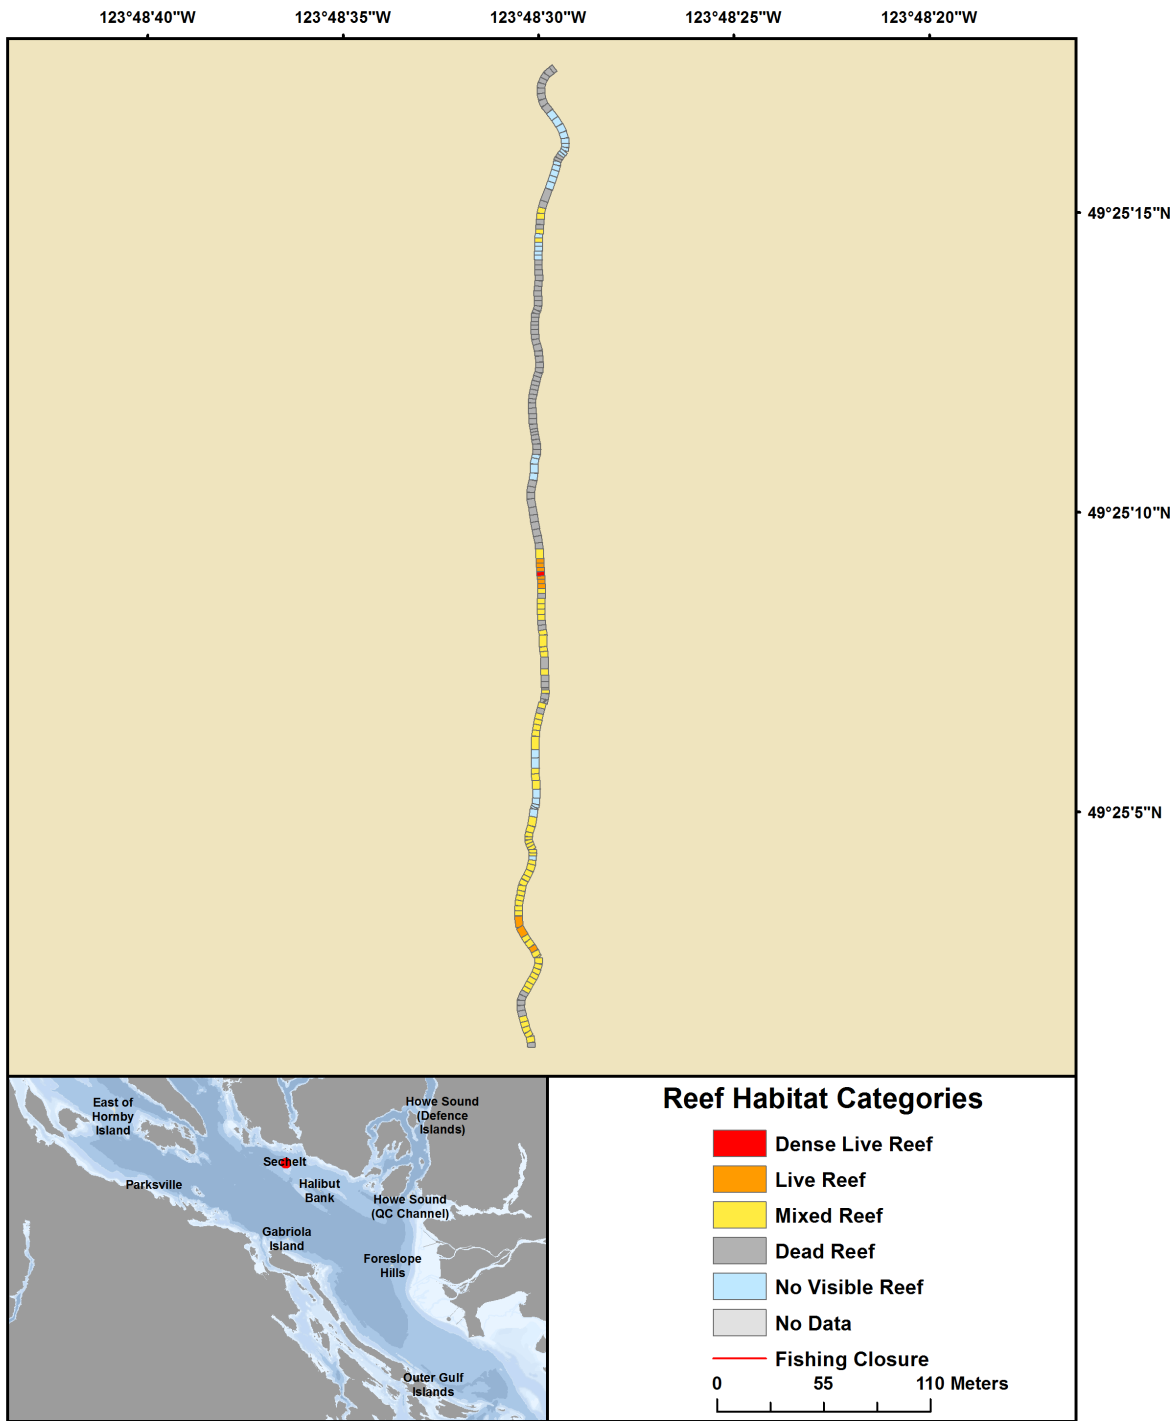 123°48'40"W 123°48'35"W 123°48'30"W 123°48'25"W 123°48'20"W
49°25'15"N
49°25'10"N
49°25'5"N
East of
Hornby
Island
Howe Sound
(Defence
Islands)
Sechelt
Parksville
Halibut
Bank
Howe Sound
(QC Channel)
Gabriola
Island
Foreslope
Hills
Outer Gulf
Islands
Reef Habitat Categories
Dense Live Reef
Live Reef
Mixed Reef
Dead Reef
No Visible Reef
No Data
Fishing Closure
0 55 110 Meters